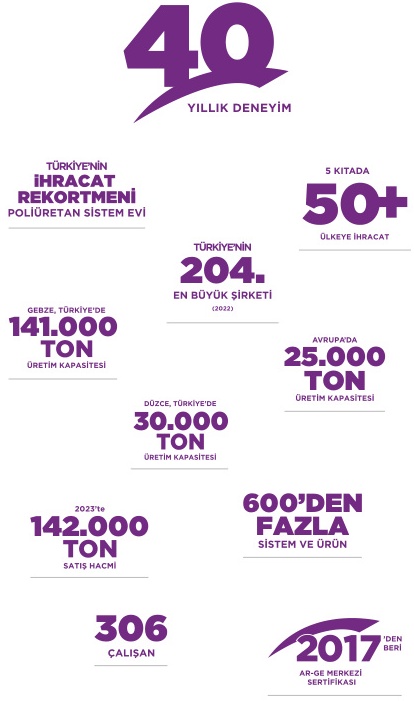 40
YILLIK DENEYİM
TÜRKİYE'NİN
İHRACAT
REKORTMENİ
POLİÜRETAN SİSTEM EVİ
5 KITADA
50+
ÜLKEYE İHRACAT
TÜRKİYE'NİN
204.
EN BÜYÜK ŞİRKETİ
(2022)
GEBZE, TÜRKİYE'DE
141.000
TON
ÜRETİM KAPASİTESİ
AVRUPA'DA
25.000
TON
ÜRETİM KAPASİTESİ
DÜZCE, TÜRKİYE'DE
30.000
TON
ÜRETİM KAPASİTESİ
2023'te
142.000
TON
SATIŞ HACMİ
600'DEN
FAZLA
SİSTEM VE ÜRÜN
306
ÇALIŞAN
2017'DEN
BERİ
AR-GE MERKEZİ
SERTİFİKASI